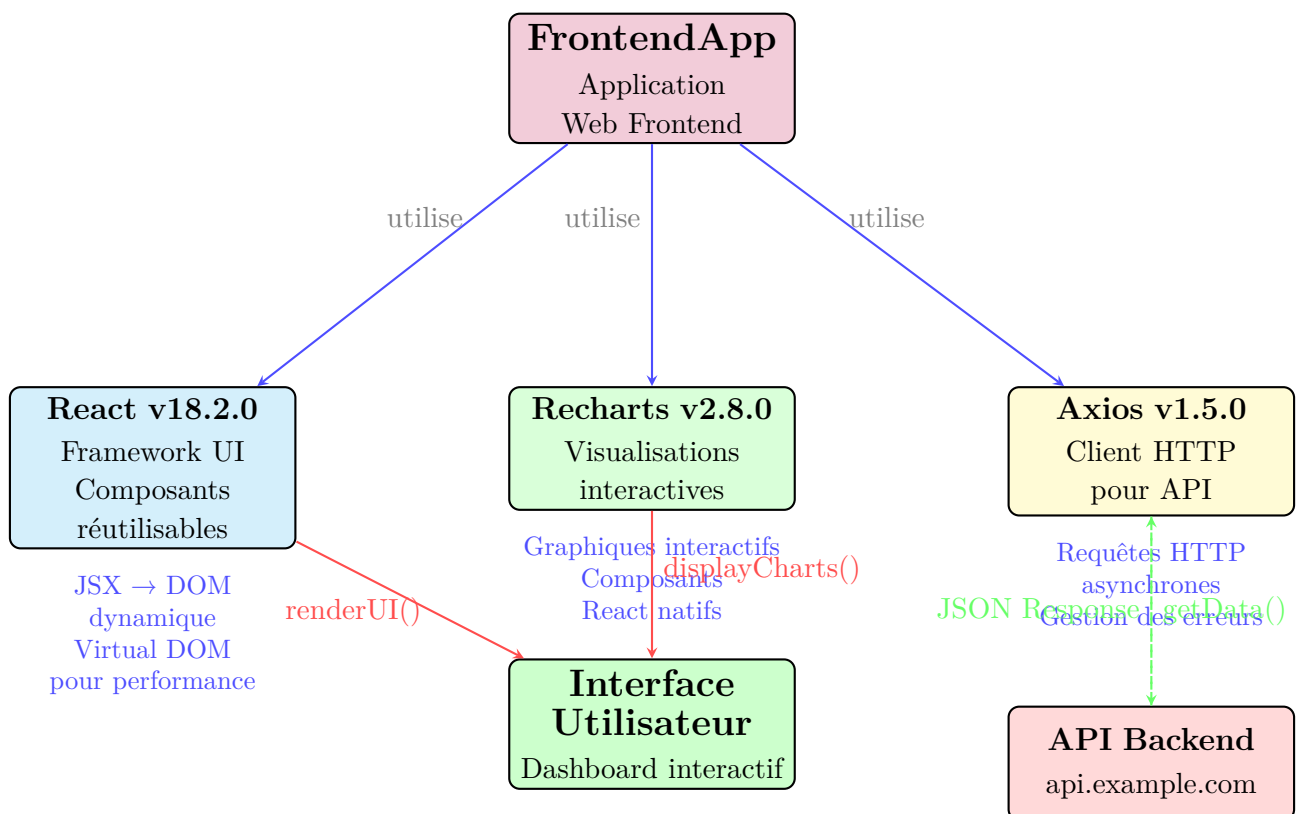 FrontendApp
Application
Web Frontend
utilise
utilise
utilise
React v18.2.0
Framework UI
Composants
réutilisables
Recharts v2.8.0
Visualisations
interactives
Axios v1.5.0
Client HTTP
pour API
JSX → DOM
dynamique
Virtual DOM
pour performance
renderUI()
Graphiques interactifs
Composants
React natifs
displayCharts()
Requêtes HTTP
asynchrones
Gestion des erreurs
JSON Response
getData()
Interface
Utilisateur
Dashboard interactif
API Backend
api.example.com